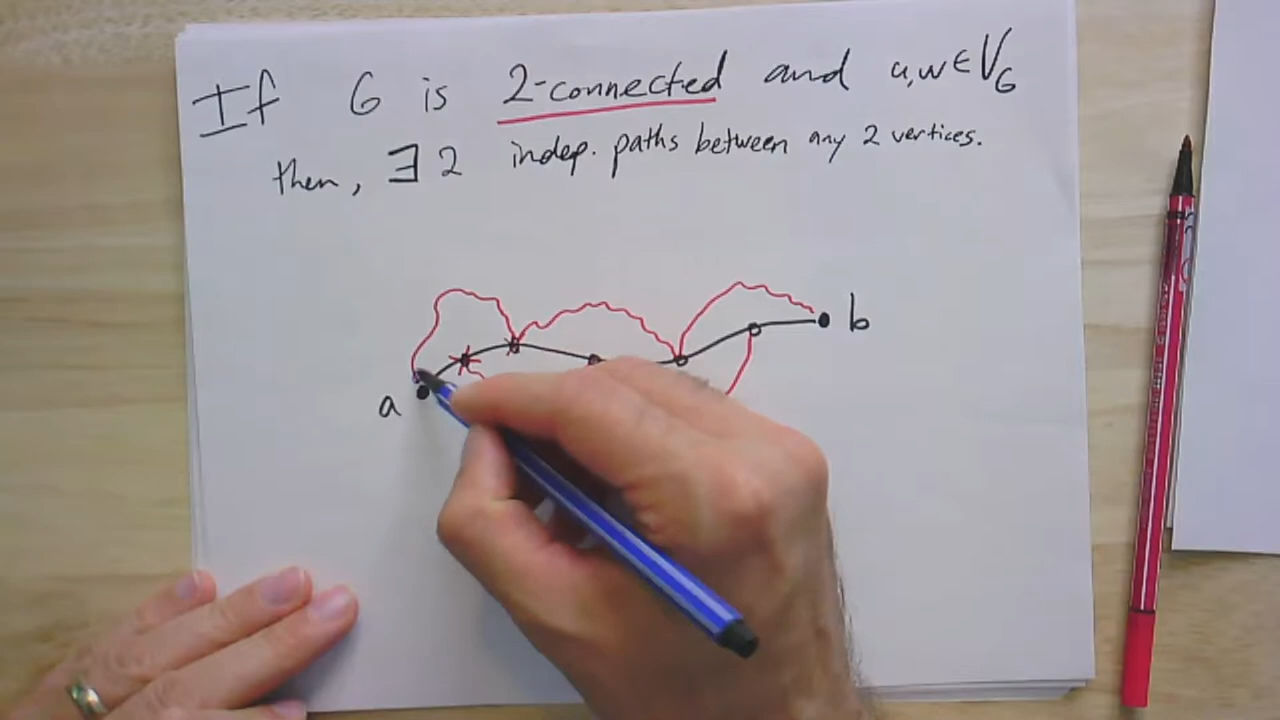 If G is 2-connected and u,w ∈ V_G
then, ∃ 2 indep. paths between any 2 vertices.
a
b